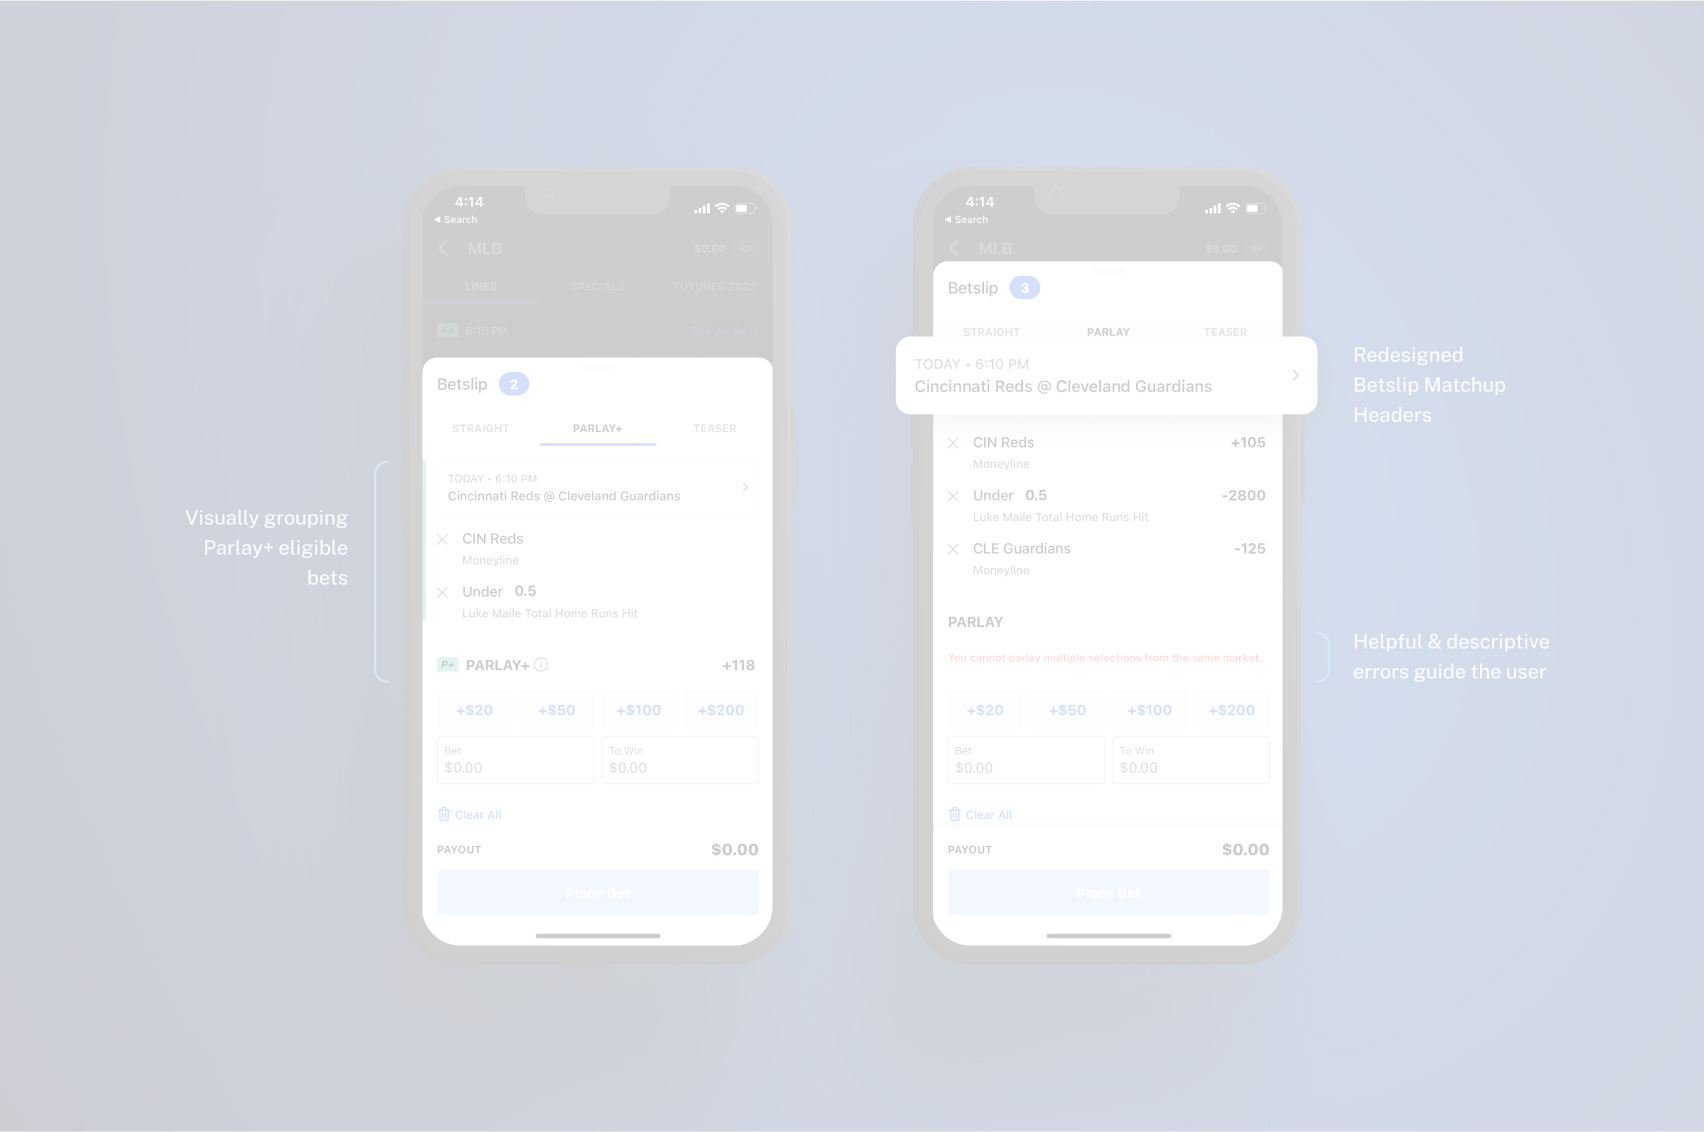 Visually grouping
Parlay+ eligible
bets
4:14
Search
MLB
$0.00 KP
LINES SPECIALS FUTURES 2022
P+ 6:10 PM See All Bets
Betslip 2
STRAIGHT PARLAY+ TEASER
TODAY • 6:10 PM
Cincinnati Reds @ Cleveland Guardians
CIN Reds
Moneyline
Under 0.5
Luke Maile Total Home Runs Hit
P+ PARLAY+ +118
+$20 +$50 +$100 +$200
Bet To Win
$0.00 $0.00
Clear All
PAYOUT $0.00
Place Bet
4:14
Search
MLB
$0.00 KP
Betslip 3
STRAIGHT PARLAY TEASER
TODAY • 6:10 PM
Cincinnati Reds @ Cleveland Guardians
CIN Reds +105
Moneyline
Under 0.5 -2800
Luke Maile Total Home Runs Hit
CLE Guardians -125
Moneyline
PARLAY
You cannot parlay multiple selections from the same market.
+$20 +$50 +$100 +$200
Bet To Win
$0.00 $0.00
Clear All
PAYOUT $0.00
Place Bet
Redesigned
Betslip Matchup
Headers
Helpful & descriptive
errors guide the user